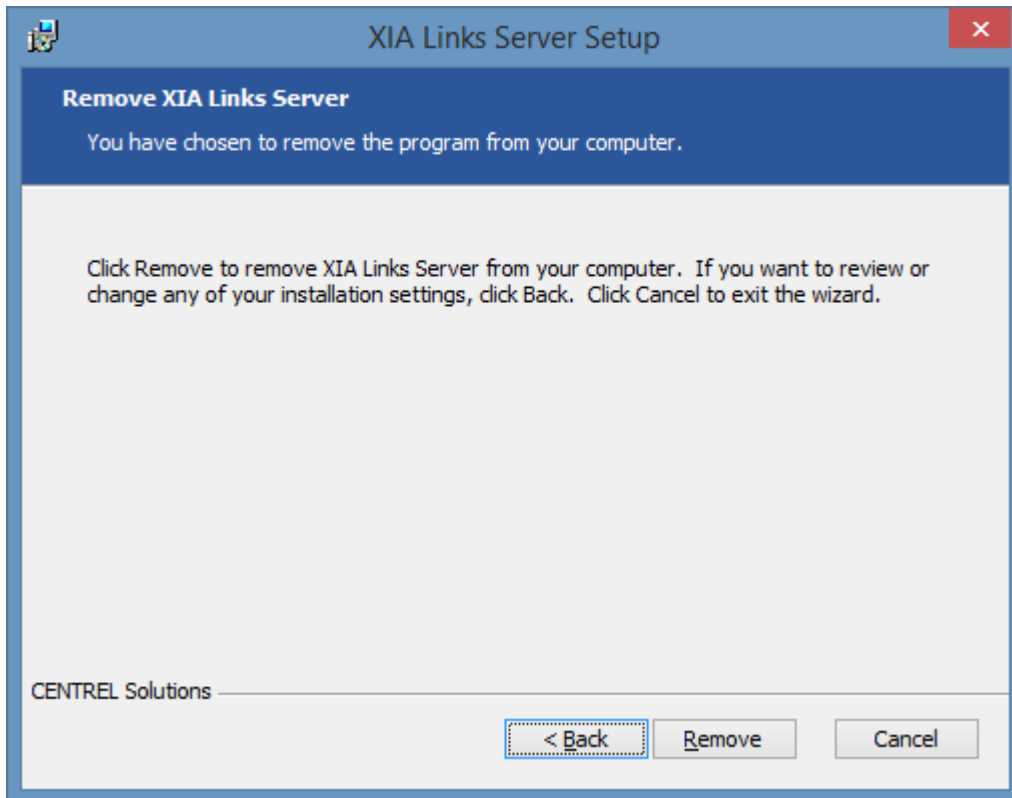 XIA Links Server Setup
Remove XIA Links Server
You have chosen to remove the program from your computer.
Click Remove to remove XIA Links Server from your computer.  If you want to review or
change any of your installation settings, click Back.  Click Cancel to exit the wizard.
CENTREL Solutions
< Back
Remove
Cancel